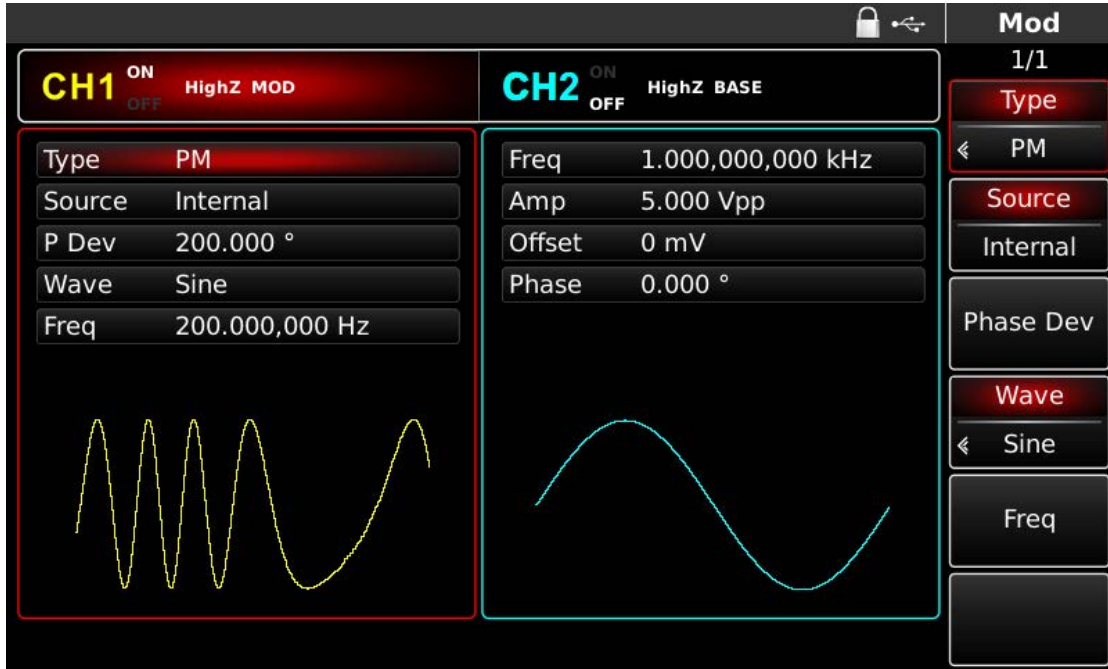 Mod
1/1
CH1 ON OFF HighZ MOD
CH2 ON OFF HighZ BASE
Type PM
Source Internal
P Dev 200.000 °
Wave Sine
Freq 200.000,000 Hz
Freq 1.000,000,000 kHz
Amp 5.000 Vpp
Offset 0 mV
Phase 0.000 °
Type
PM
Source
Internal
Phase Dev
Wave
Sine
Freq